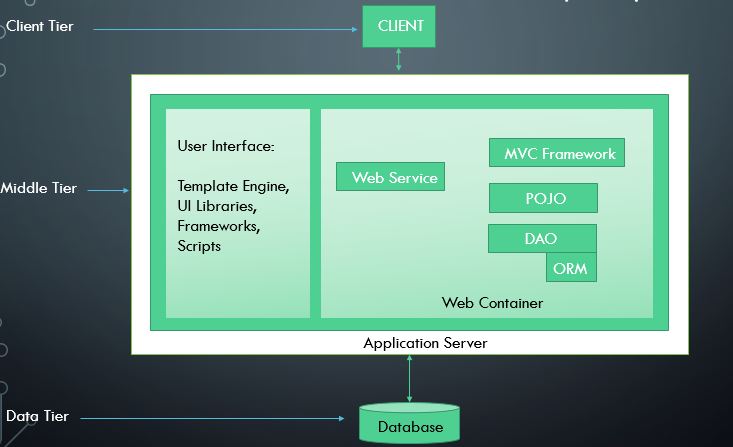 Client Tier
CLIENT
User Interface:
Template Engine,
UI Libraries,
Frameworks,
Scripts
Middle Tier
Web Service
MVC Framework
POJO
DAO
ORM
Web Container
Application Server
Data Tier
Database